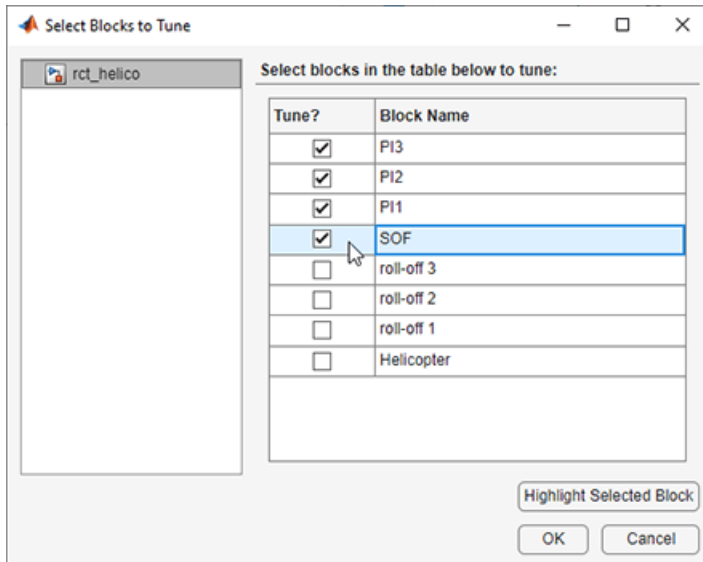 Select Blocks to Tune
rct_helico
Select blocks in the table below to tune:
Tune? Block Name
PI3
PI2
PI1
SOF
roll-off 3
roll-off 2
roll-off 1
Helicopter
Highlight Selected Block
OK Cancel